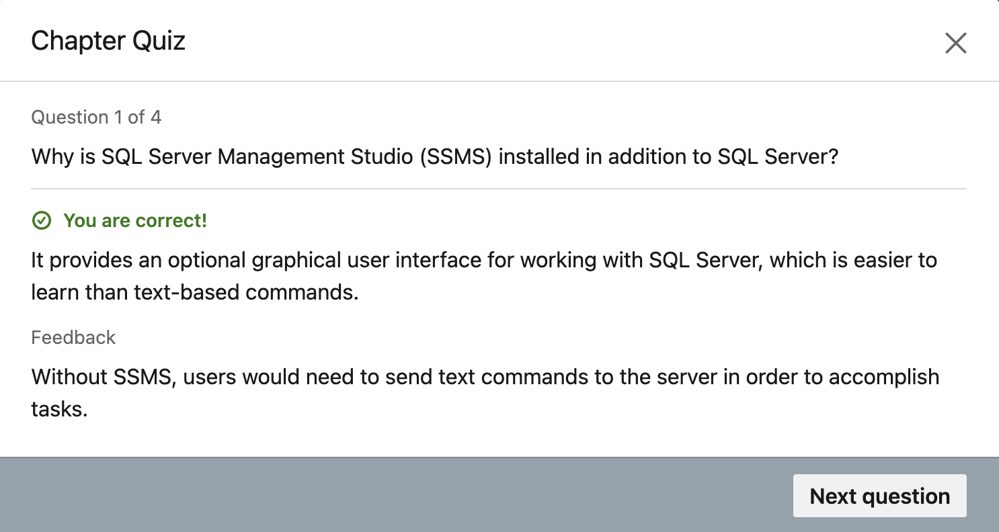 Chapter Quiz
Question 1 of 4
Why is SQL Server Management Studio (SSMS) installed in addition to SQL Server?
You are correct!
It provides an optional graphical user interface for working with SQL Server, which is easier to
learn than text-based commands.
Feedback
Without SSMS, users would need to send text commands to the server in order to accomplish
tasks.
Next question